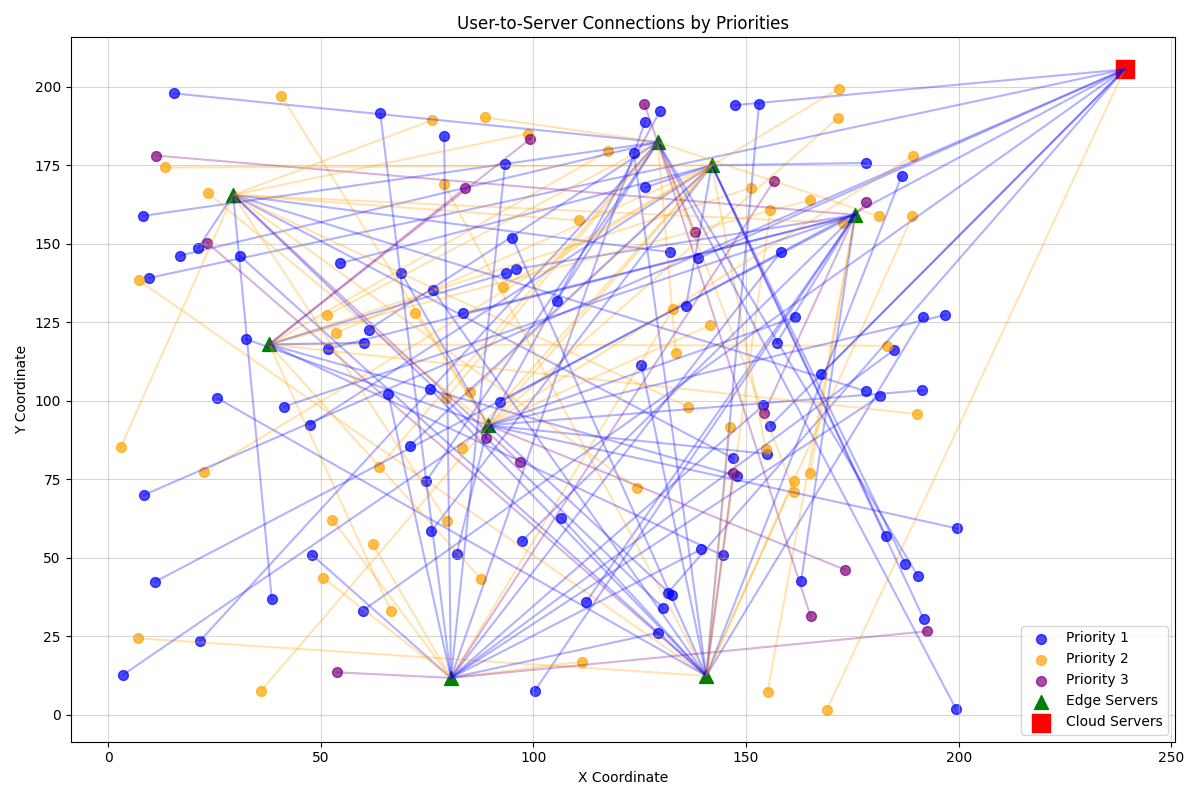 User-to-Server Connections by Priorities
Y Coordinate
200
175
150
125
100
75
50
25
0
0 50 100 150 200 250
X Coordinate
Priority 1
Priority 2
Priority 3
Edge Servers
Cloud Servers